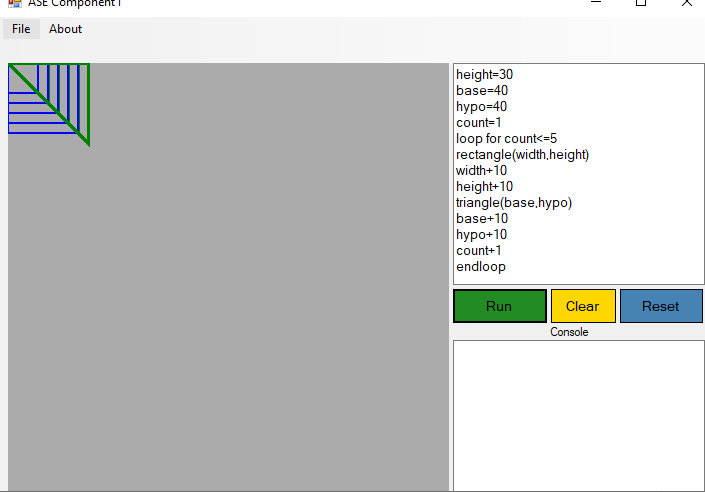 ASE Component1
File About
height=30
base=40
hypo=40
count=1
loop for count<=5
rectangle(width,height)
width+10
height+10
triangle(base,hypo)
base+10
hypo+10
count+1
endloop
Run Clear Reset
Console